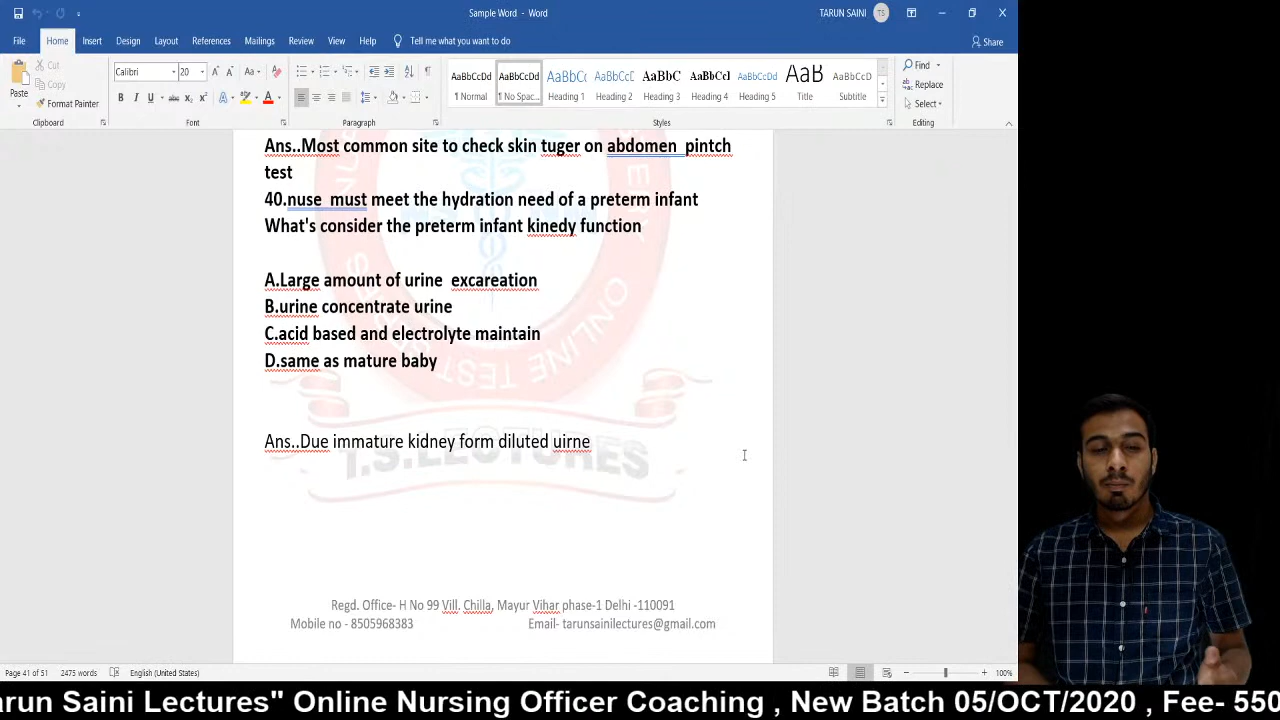 Sample Word - Word
TARUN SAINI TS
File Home Insert Design Layout References Mailings Review View Help Tell me what you want to do Share
Paste Cut Copy Format Painter
Calibri 20
AaBbCcDd AaBbCcDd AaBbCc AaBbCcD AaBbC AaBbCcI AaBbCcD AaB AaBbCcD
¶ Normal ¶ No Spac... Heading 1 Heading 2 Heading 3 Heading 4 Heading 5 Title Subtitle
Find Replace Select
Clipboard Font Paragraph Styles Editing
Ans..Most common site to check skin tuger on abdomen pintch
test
40.nuse must meet the hydration need of a preterm infant
What's consider the preterm infant kinedy function
A.Large amount of urine excareation
B.urine concentrate urine
C.acid based and electrolyte maintain
D.same as mature baby
Ans..Due immature kidney form diluted uirne
ONLINE TEST
T.S.LECTURES
Regd. Office- H No 99 Vill. Chilla, Mayur Vihar phase-1 Delhi -110091
Mobile no - 8505968383 Email- tarunsainilectures@gmail.com
Page 41 of 51 2475 words English (United States) 100%
arun Saini Lectures" Online Nursing Officer Coaching , New Batch 05/OCT/2020 , Fee- 550